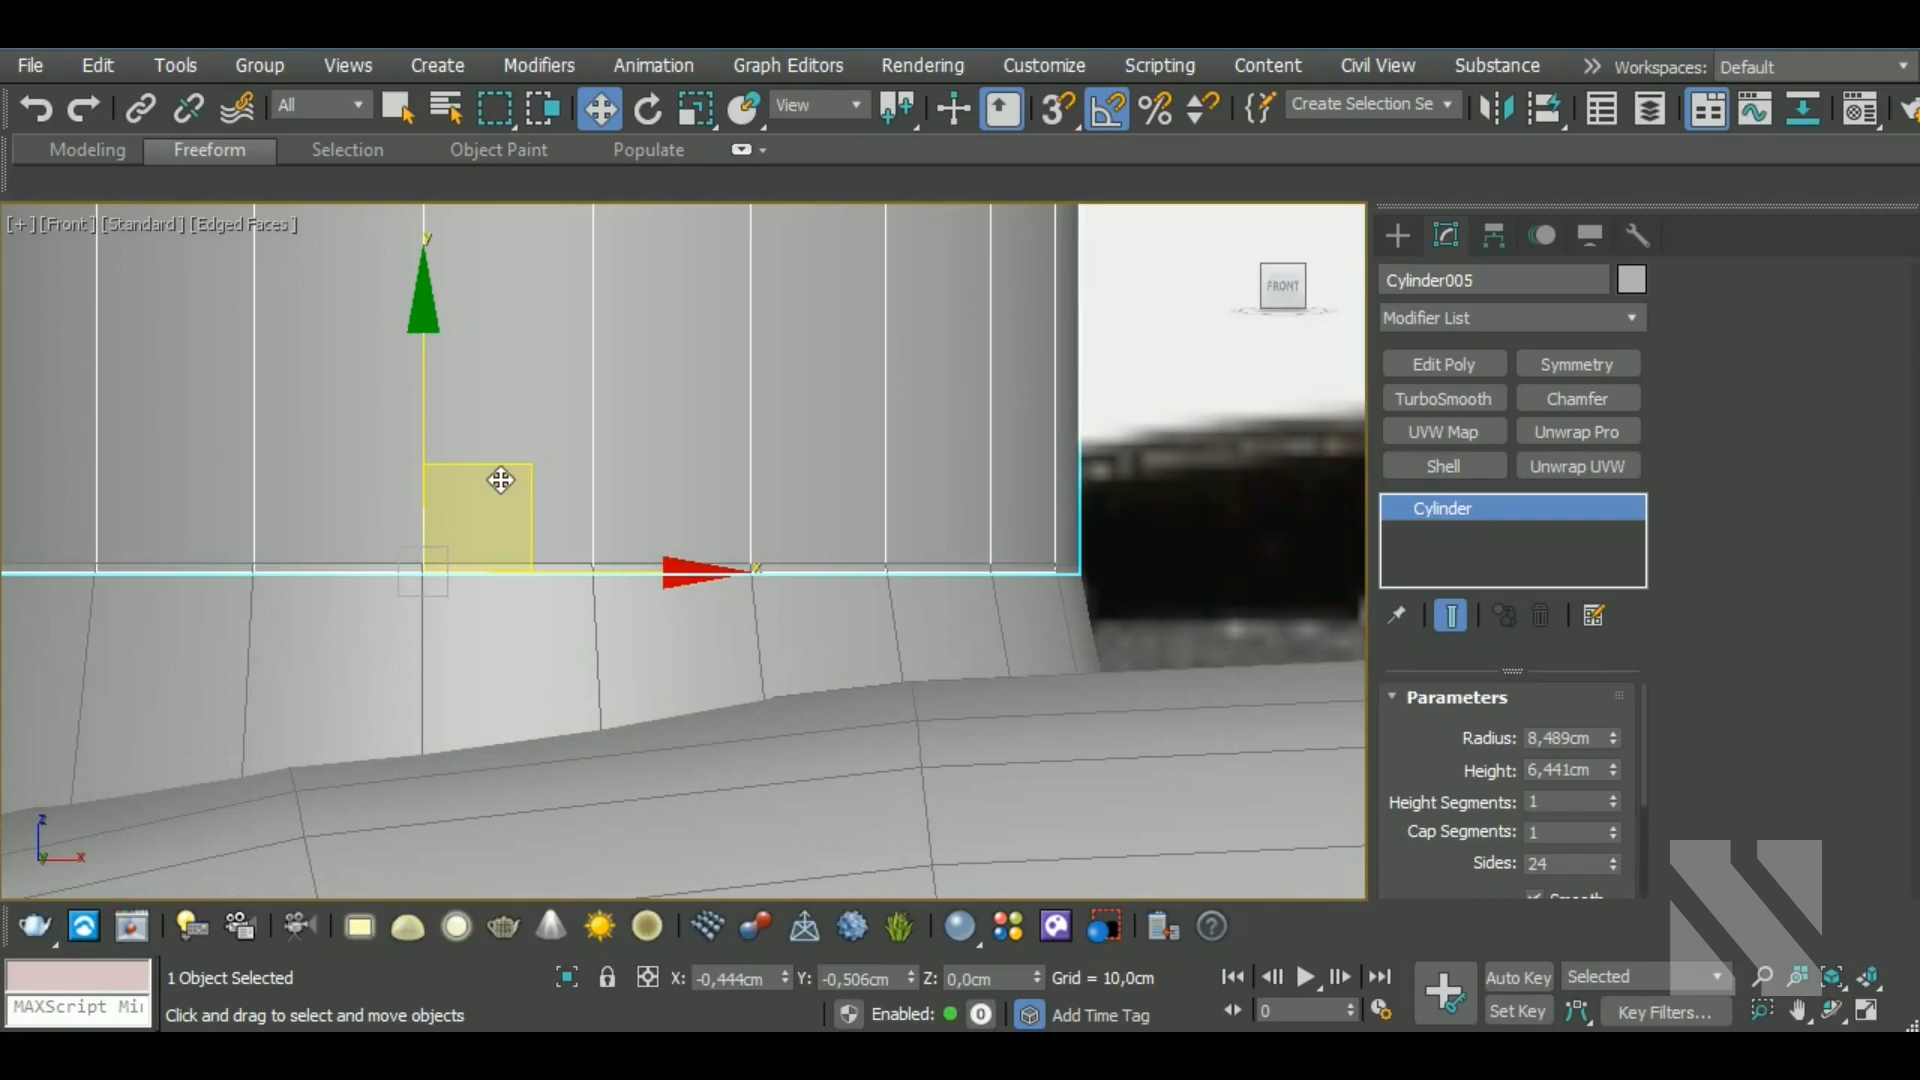 File Edit Tools Group Views Create Modifiers Animation Graph Editors Rendering Customize Scripting Content Civil View Substance Workspaces: Default
All View Create Selection Se
Modeling Freeform Selection Object Paint Populate
[+] [Front] [Standard] [Edged Faces]
y
x
FRONT
z
y x
Cylinder005
Modifier List
Edit Poly Symmetry
TurboSmooth Chamfer
UVW Map Unwrap Pro
Shell Unwrap UVW
Cylinder
Parameters
Radius: 8,489cm
Height: 6,441cm
Height Segments: 1
Cap Segments: 1
Sides: 24
Smooth
1 Object Selected X: -0,444cm Y: -0,506cm Z: 0,0cm Grid = 10,0cm Auto Key Selected
MAXScript Mi Click and drag to select and move objects Enabled: 0 Add Time Tag 0 Set Key Key Filters...